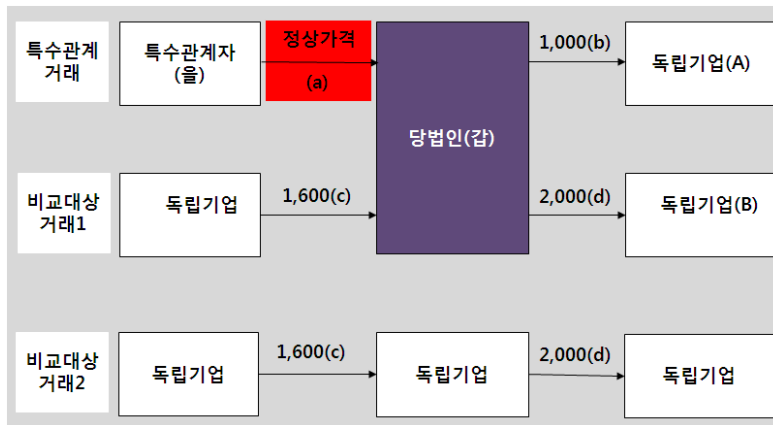 특수관계
거래
특수관계자
(을)
정상가격
(a)
1,000(b)
독립기업(A)
당법인(갑)
비교대상
거래1
독립기업
1,600(c)
2,000(d)
독립기업(B)
비교대상
거래2
독립기업
1,600(c)
독립기업
2,000(d)
독립기업